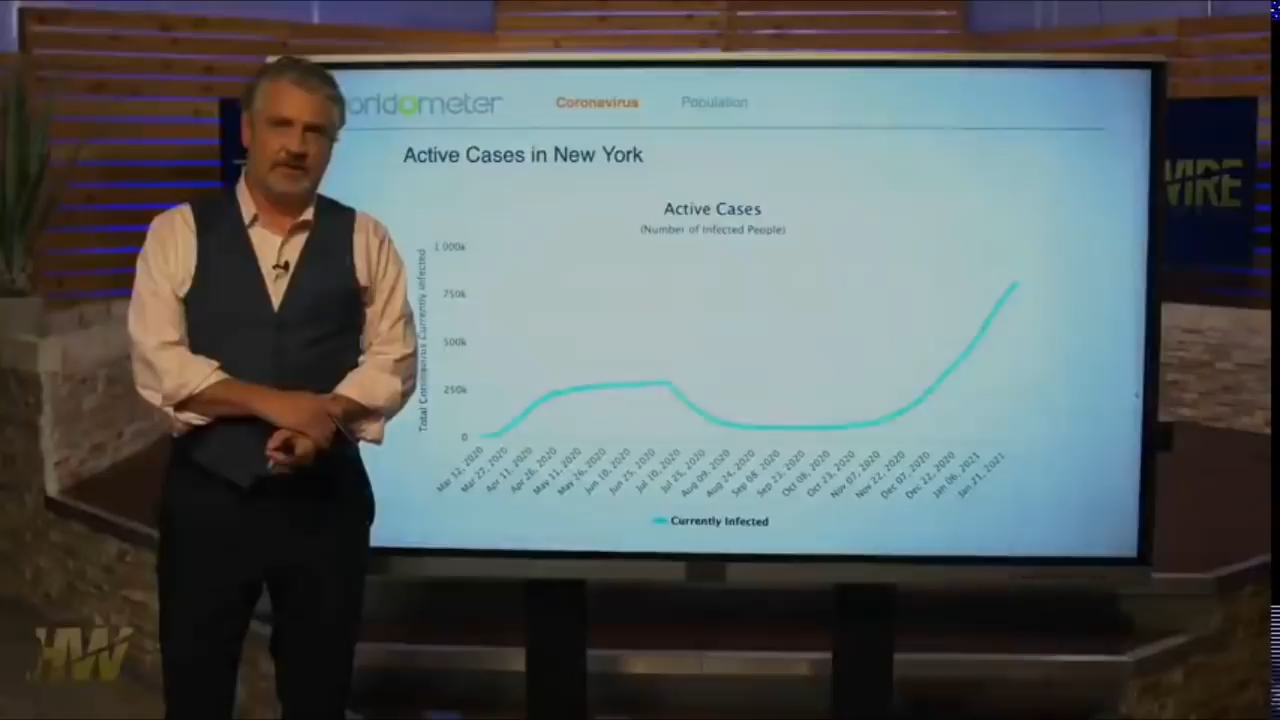 orldometer
Coronavirus
Population
Active Cases in New York
Active Cases
(Number of Infected People)
Total Coronavirus Currently Infected
1 000k
750k
500k
250k
0
Mar 12, 2020
Mar 27, 2020
Apr 11, 2020
Apr 26, 2020
May 11, 2020
May 26, 2020
Jun 10, 2020
Jun 25, 2020
Jul 10, 2020
Jul 25, 2020
Aug 09, 2020
Aug 24, 2020
Sep 08, 2020
Sep 23, 2020
Oct 08, 2020
Oct 23, 2020
Nov 07, 2020
Nov 22, 2020
Dec 07, 2020
Dec 22, 2020
Jan 06, 2021
Jan 21, 2021
Currently Infected
WIRE
HW